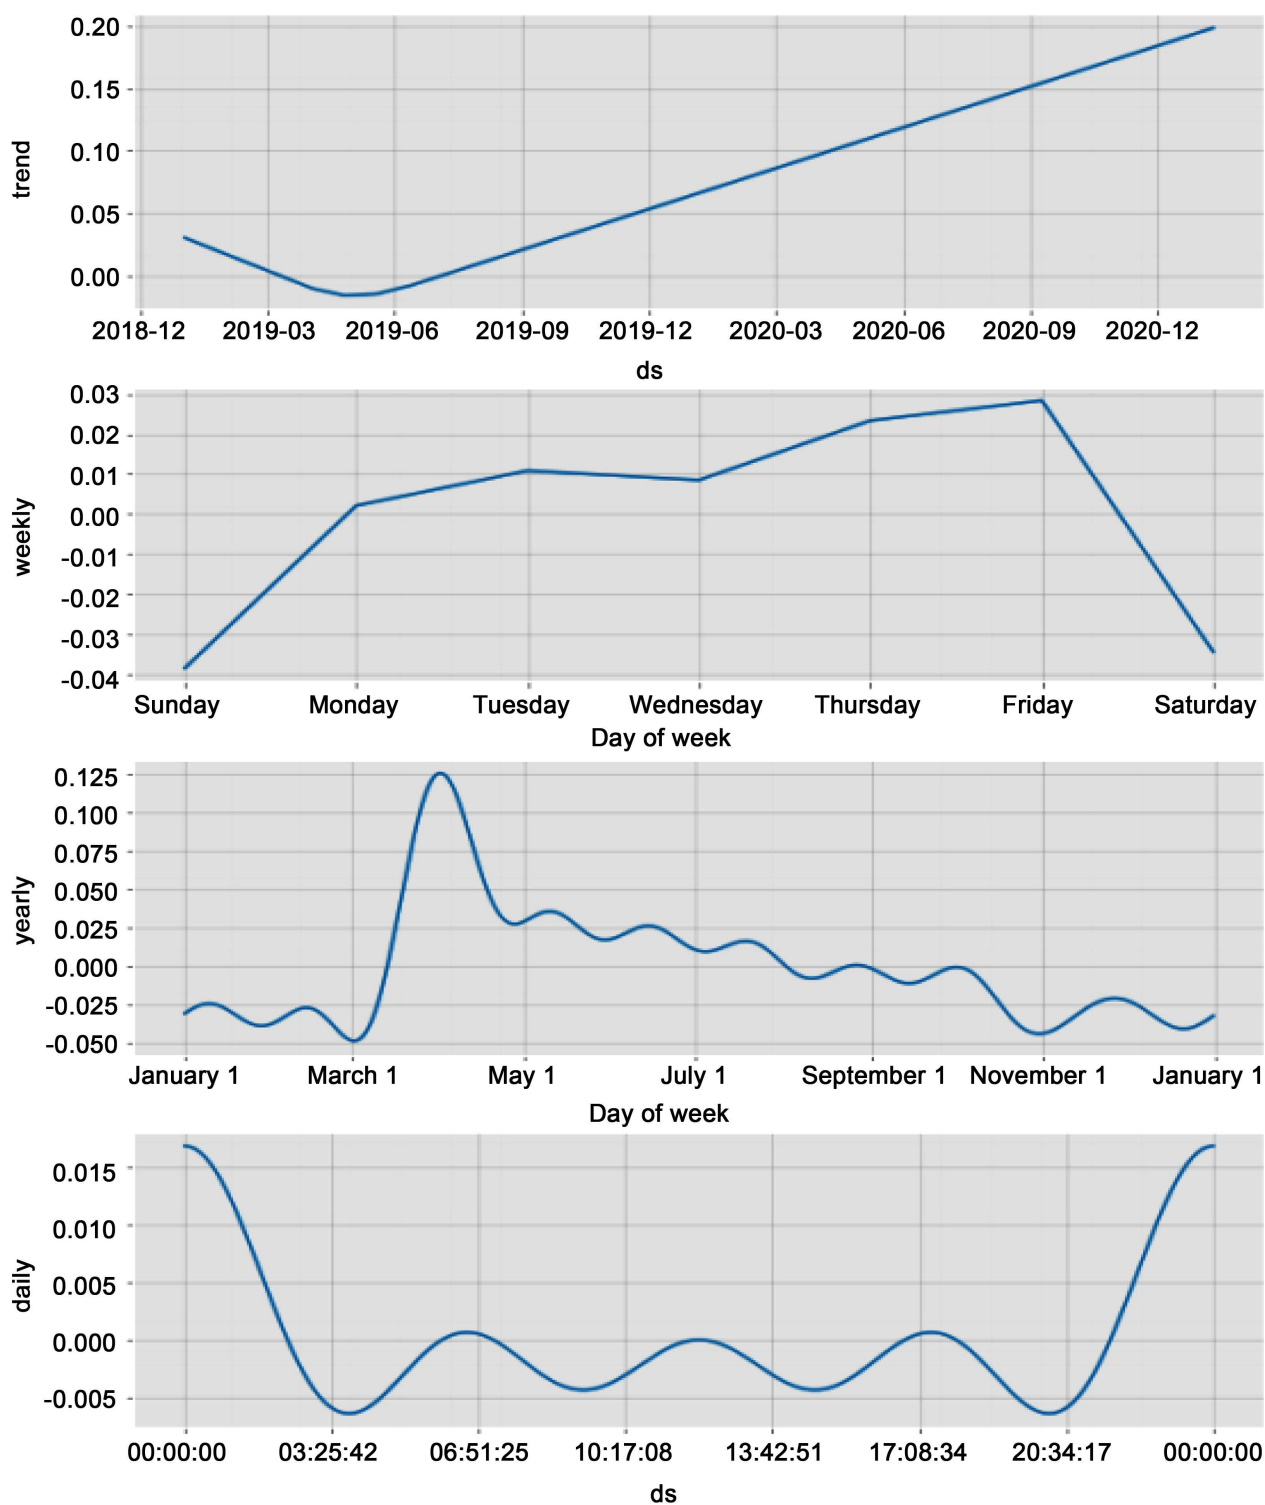 0.20
0.15
0.10
0.05
0.00
trend
2018-12 2019-03 2019-06 2019-09 2019-12 2020-03 2020-06 2020-09 2020-12
ds
0.03
0.02
0.01
0.00
-0.01
-0.02
-0.03
-0.04
weekly
Sunday Monday Tuesday Wednesday Thursday Friday Saturday
Day of week
0.125
0.100
0.075
0.050
0.025
0.000
-0.025
-0.050
yearly
January 1 March 1 May 1 July 1 September 1 November 1 January 1
Day of week
0.015
0.010
0.005
0.000
-0.005
daily
00:00:00 03:25:42 06:51:25 10:17:08 13:42:51 17:08:34 20:34:17 00:00:00
ds